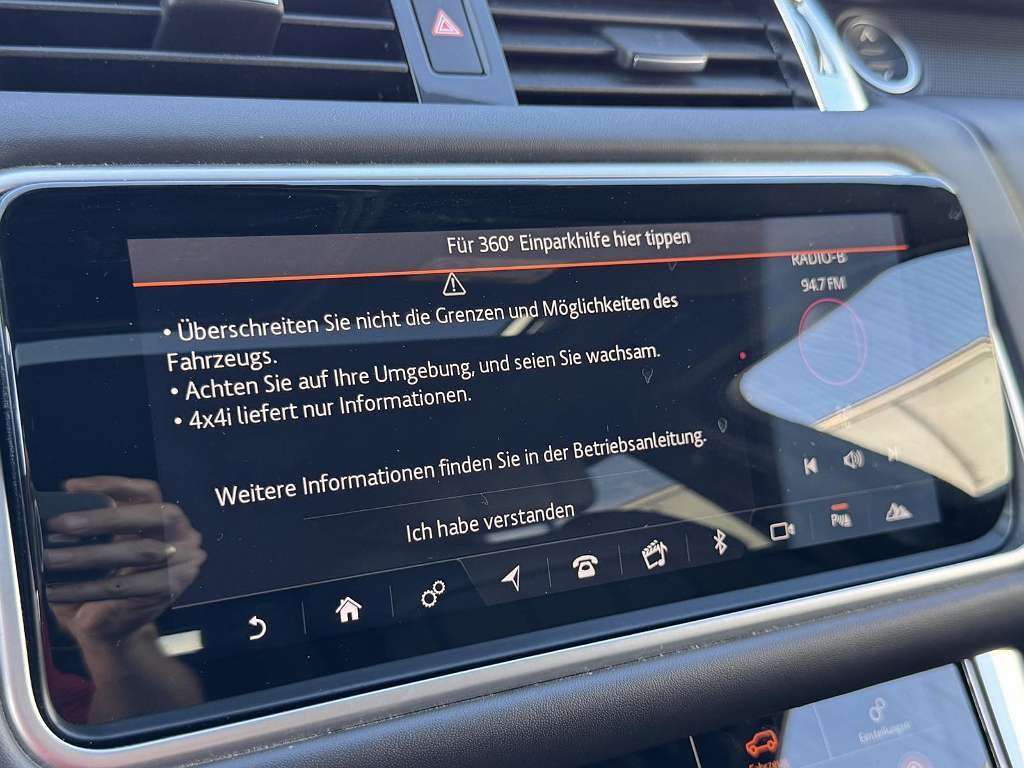 Für 360° Einparkhilfe hier tippen
RADIO-B
94.7 FM
• Überschreiten Sie nicht die Grenzen und Möglichkeiten des
Fahrzeugs.
• Achten Sie auf Ihre Umgebung, und seien Sie wachsam.
• 4x4i liefert nur Informationen.
Weitere Informationen finden Sie in der Betriebsanleitung.
Ich habe verstanden
Einstellungen